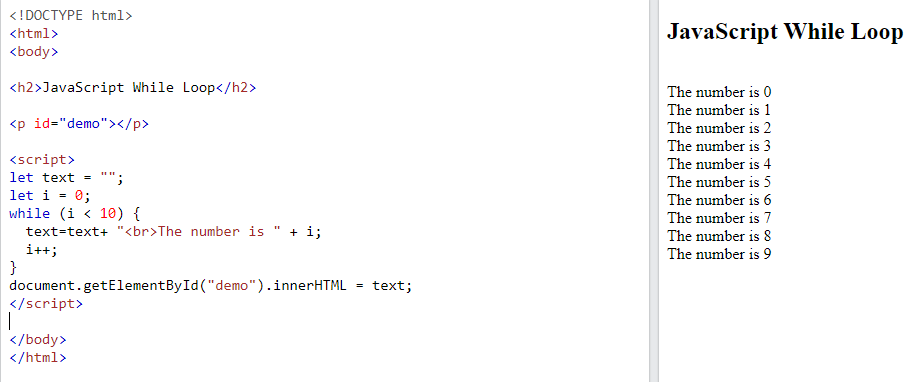 <!DOCTYPE html>
<html>
<body>
<h2>JavaScript While Loop</h2>
<p id="demo"></p>
<script>
let text = "";
let i = 0;
while (i < 10) {
  text=text+ "<br>The number is " + i;
  i++;
}
document.getElementById("demo").innerHTML = text;
</script>
</body>
</html>
JavaScript While Loop
The number is 0
The number is 1
The number is 2
The number is 3
The number is 4
The number is 5
The number is 6
The number is 7
The number is 8
The number is 9